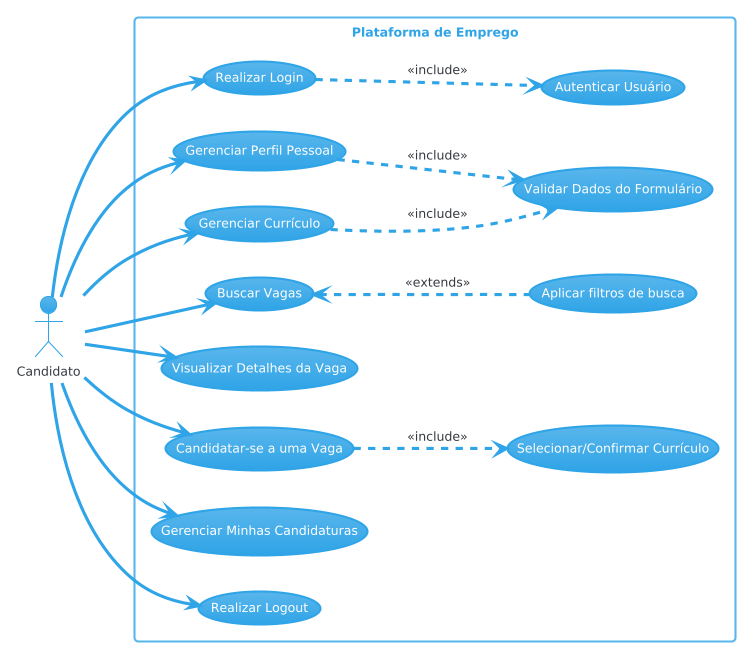 Plataforma de Emprego
Realizar Login
«include»
Autenticar Usuário
Gerenciar Perfil Pessoal
«include»
Validar Dados do Formulário
Gerenciar Currículo
«include»
Buscar Vagas
«extends»
Aplicar filtros de busca
Candidato
Visualizar Detalhes da Vaga
Candidatar-se a uma Vaga
«include»
Selecionar/Confirmar Currículo
Gerenciar Minhas Candidaturas
Realizar Logout